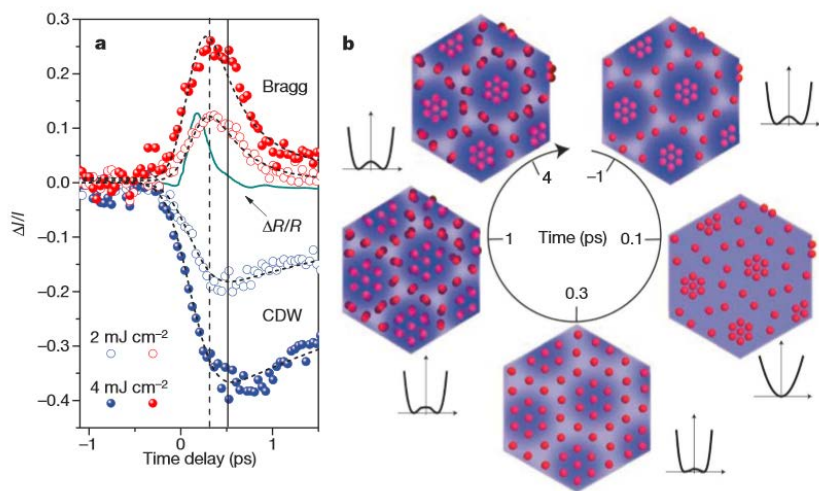 a
b
0.3
0.2
0.1
0.0
−0.1
−0.2
−0.3
−0.4
ΔI/I
Bragg
ΔR/R
CDW
2 mJ cm⁻²
4 mJ cm⁻²
−1
0
1
Time delay (ps)
4
−1
1
Time (ps)
0.1
0.3